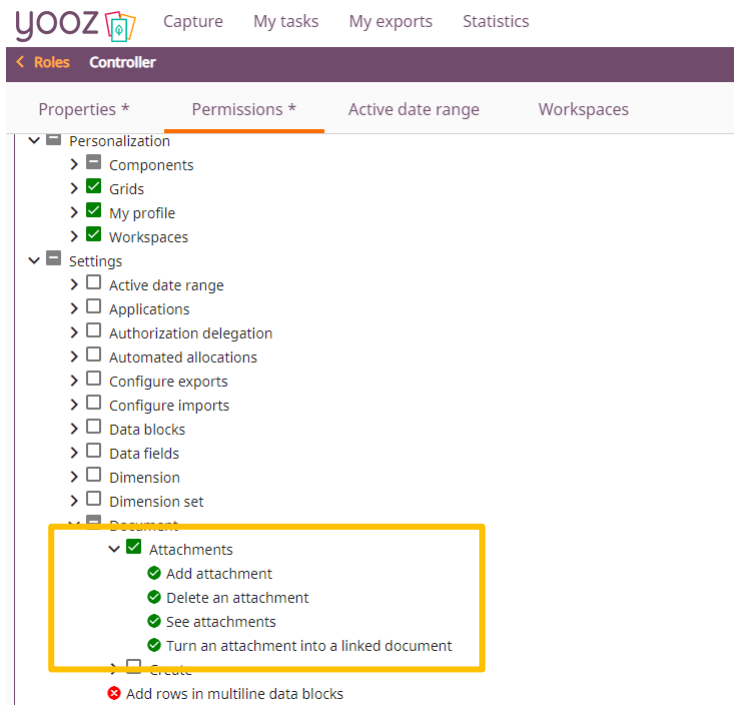 yooz Capture My tasks My exports Statistics
Roles Controller
Properties * Permissions * Active date range Workspaces
Personalization
Components
Grids
My profile
Workspaces
Settings
Active date range
Applications
Authorization delegation
Automated allocations
Configure exports
Configure imports
Data blocks
Data fields
Dimension
Dimension set
Document
Attachments
Add attachment
Delete an attachment
See attachments
Turn an attachment into a linked document
Create
Add rows in multiline data blocks